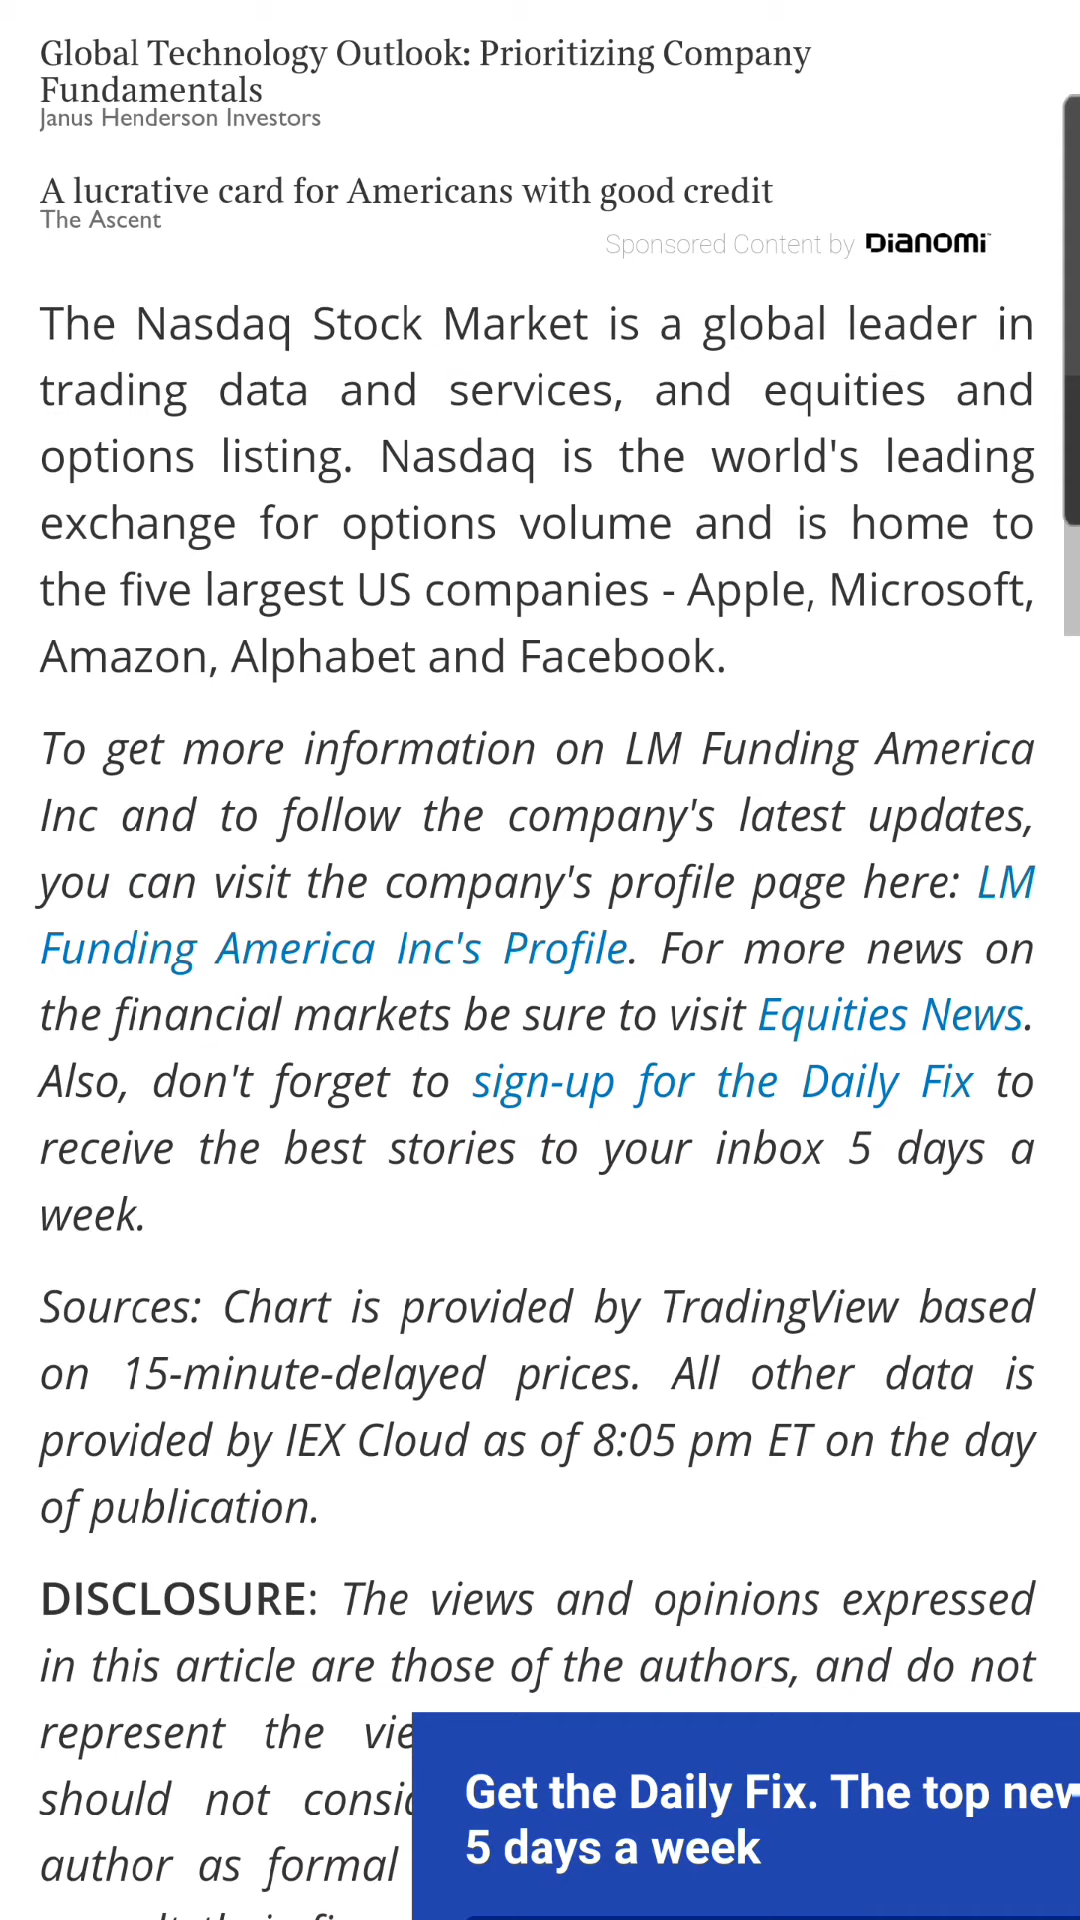 Global Technology Outlook: Prioritizing Company
Fundamentals
Janus Henderson Investors
A lucrative card for Americans with good credit
The Ascent
Sponsored Content by Dianomi
The Nasdaq Stock Market is a global leader in
trading data and services, and equities and
options listing. Nasdaq is the world's leading
exchange for options volume and is home to
the five largest US companies - Apple, Microsoft,
Amazon, Alphabet and Facebook.
To get more information on LM Funding America
Inc and to follow the company's latest updates,
you can visit the company's profile page here: LM
Funding America Inc's Profile. For more news on
the financial markets be sure to visit Equities News.
Also, don't forget to sign-up for the Daily Fix to
receive the best stories to your inbox 5 days a
week.
Sources: Chart is provided by TradingView based
on 15-minute-delayed prices. All other data is
provided by IEX Cloud as of 8:05 pm ET on the day
of publication.
DISCLOSURE: The views and opinions expressed
in this article are those of the authors, and do not
represent the
should not
author as formal
Get the Daily Fix. The top
5 days a week